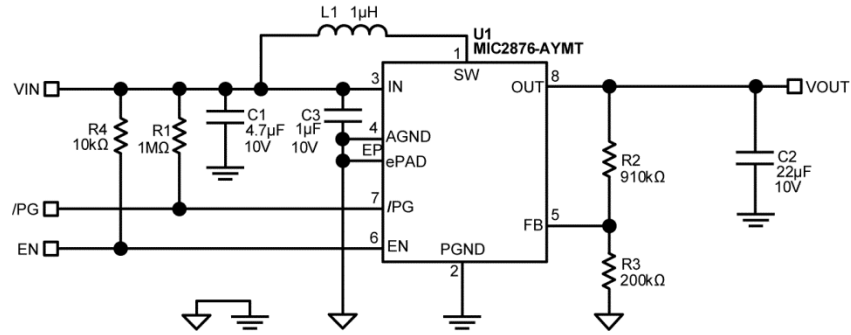 L1 1µH
U1
MIC2876-AYMT
1
SW
VIN
3
IN
OUT
8
VOUT
R4
10kΩ
R1
1MΩ
C1
4.7µF
10V
C3
1µF
10V
4
AGND
EP
ePAD
R2
910kΩ
C2
22µF
10V
/PG
7
/PG
FB
5
EN
6
EN
PGND
2
R3
200kΩ